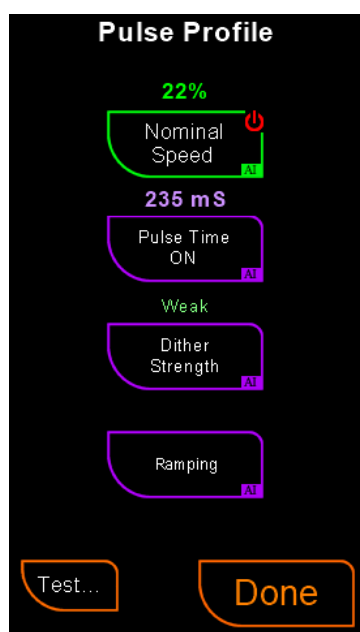 Pulse Profile
22%
Nominal
Speed
AI
235 mS
Pulse Time
ON
AI
Weak
Dither
Strength
AI
Ramping
AI
Test...
Done